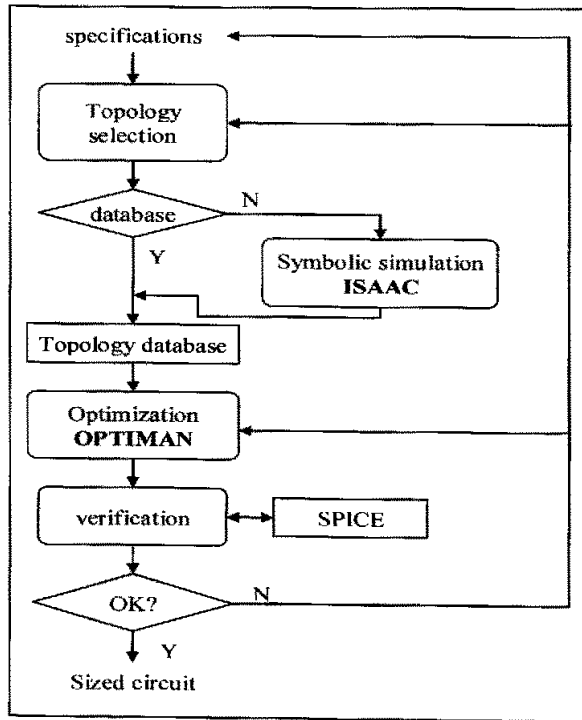 specifications
Topology
selection
database
N
Y
Symbolic simulation
ISAAC
Topology database
Optimization
OPTIMAN
verification
SPICE
OK?
N
Y
Sized circuit